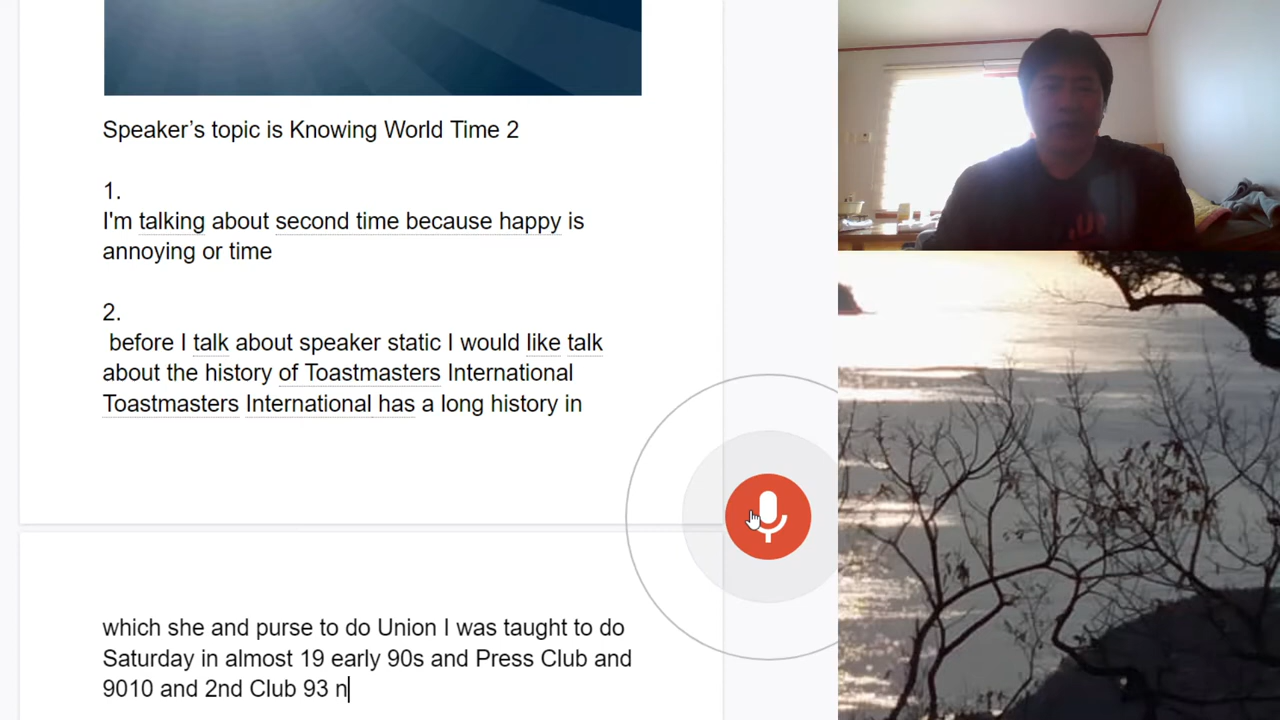 Speaker’s topic is Knowing World Time 2
1.
I'm talking about second time because happy is
annoying or time
2.
before I talk about speaker static I would like talk
about the history of Toastmasters International
Toastmasters International has a long history in
which she and purse to do Union I was taught to do
Saturday in almost 19 early 90s and Press Club and
9010 and 2nd Club 93 n